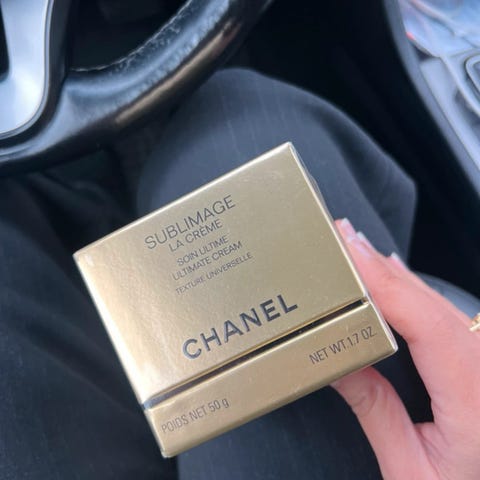 SUBLIMAGE
LA CRÈME
SOIN ULTIME
ULTIMATE CREAM
TEXTURE UNIVERSELLE
CHANEL
POIDS NET 50 g
NET WT. 1.7 OZ.